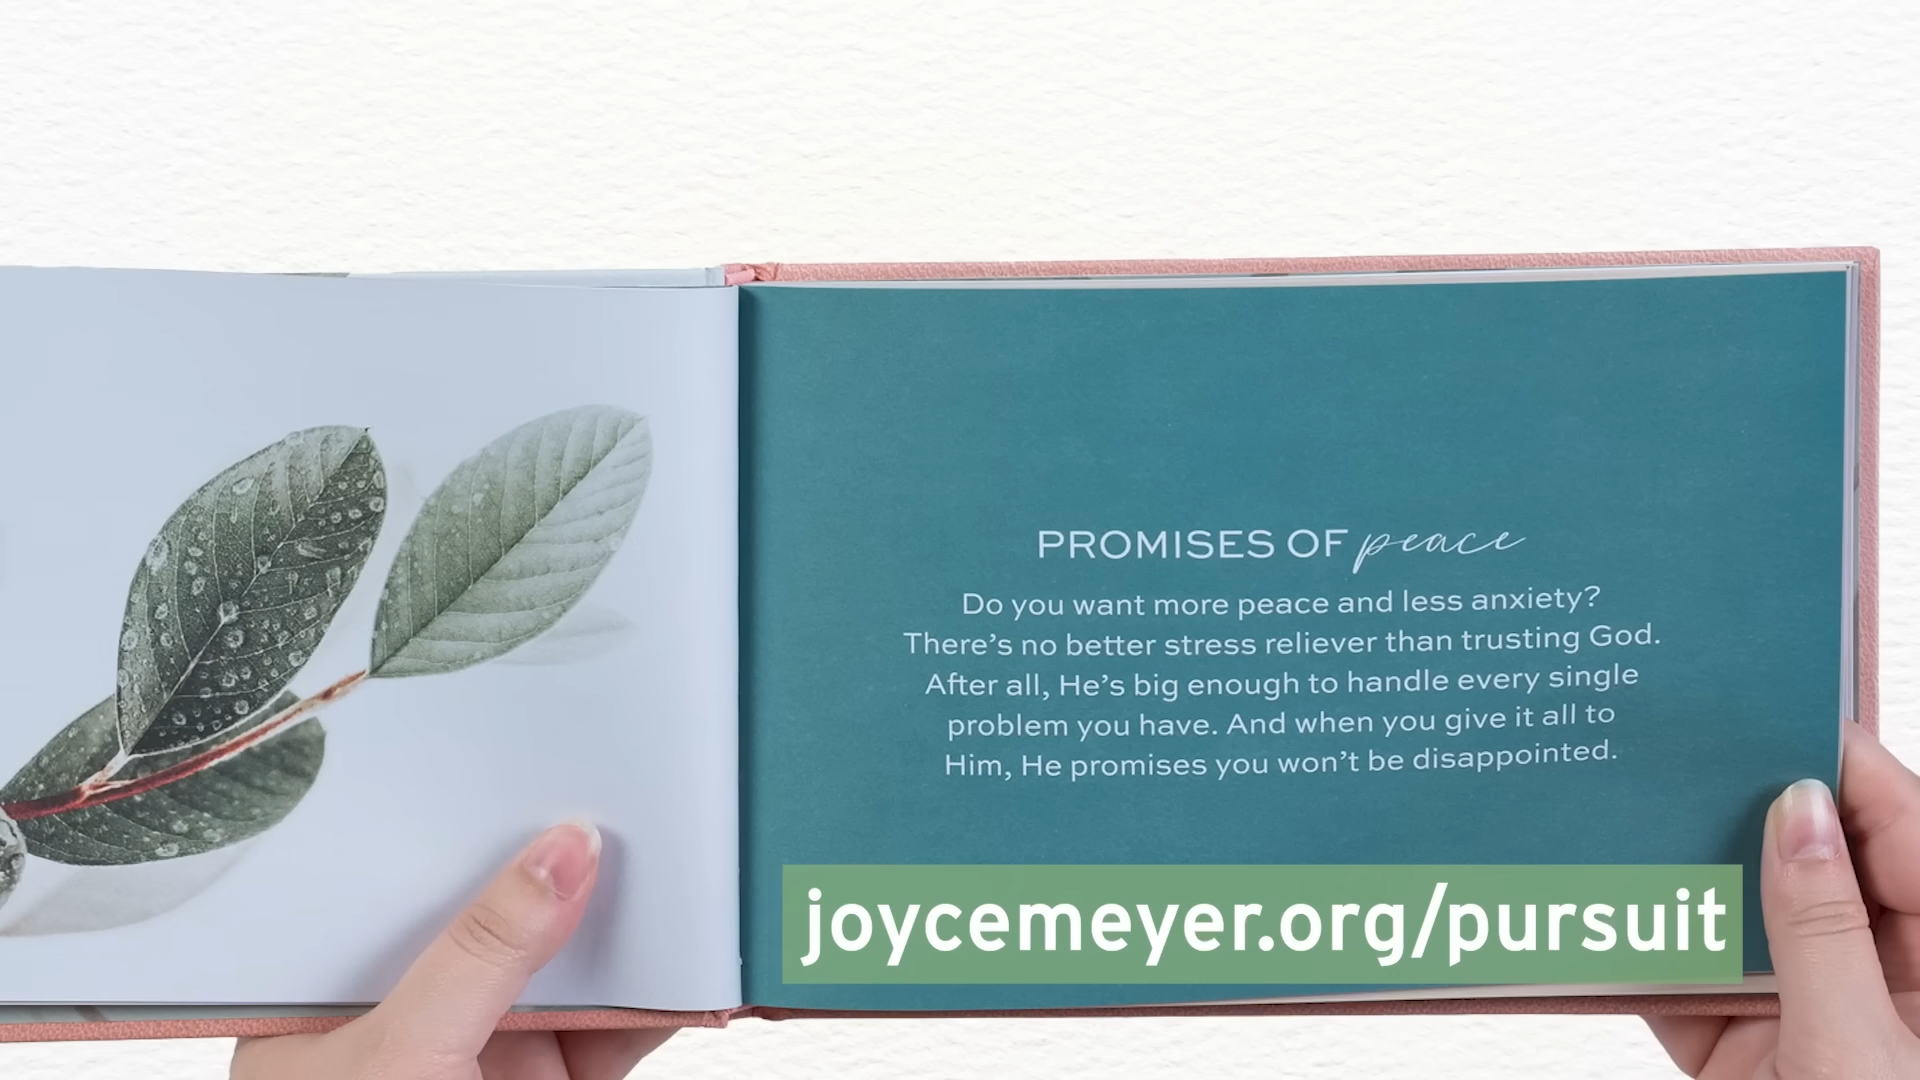 PROMISES OF peace
Do you want more peace and less anxiety?
There's no better stress reliever than trusting God.
After all, He's big enough to handle every single
problem you have. And when you give it all to
Him, He promises you won't be disappointed.
joycemeyer.org/pursuit